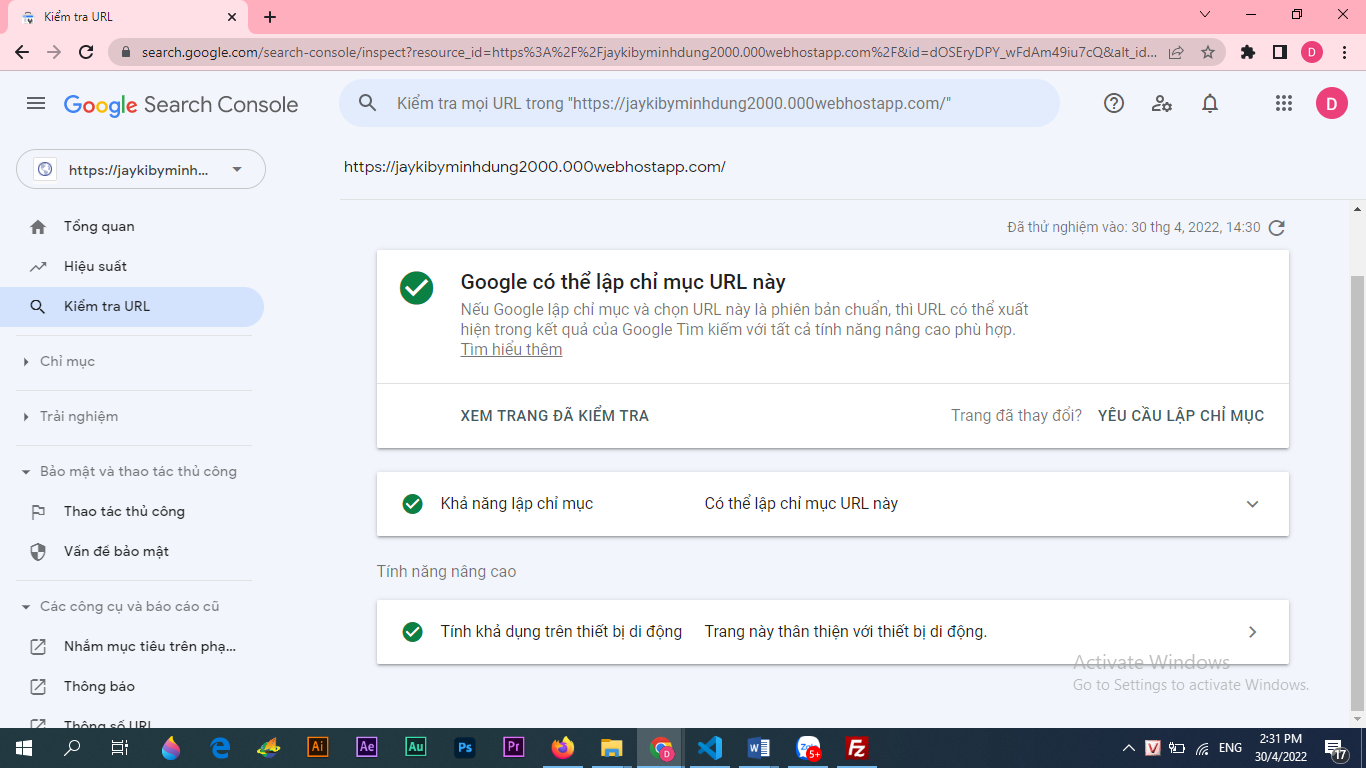 Kiểm tra URL
search.google.com/search-console/inspect?resource_id=https%3A%2F%2Fjaykibyminhdung2000.000webhostapp.com%2F&id=dOSEryDPY_wFdAm49iu7cQ&alt_id...
D
Google Search Console
Kiểm tra mọi URL trong "https://jaykibyminhdung2000.000webhostapp.com/"
D
https://jaykibyminh...
https://jaykibyminhdung2000.000webhostapp.com/
Tổng quan
Hiệu suất
Kiểm tra URL
Chỉ mục
Trải nghiệm
Bảo mật và thao tác thủ công
Thao tác thủ công
Vấn đề bảo mật
Các công cụ và báo cáo cũ
Nhắm mục tiêu trên phạ...
Thông báo
Thông số URL
Đã thử nghiệm vào: 30 thg 4, 2022, 14:30
Google có thể lập chỉ mục URL này
Nếu Google lập chỉ mục và chọn URL này là phiên bản chuẩn, thì URL có thể xuất
hiện trong kết quả của Google Tìm kiếm với tất cả tính năng nâng cao phù hợp.
Tìm hiểu thêm
XEM TRANG ĐÃ KIỂM TRA
Trang đã thay đổi? YÊU CẦU LẬP CHỈ MỤC
Khả năng lập chỉ mục Có thể lập chỉ mục URL này
Tính năng nâng cao
Tính khả dụng trên thiết bị di động Trang này thân thiện với thiết bị di động.
Activate Windows
Go to Settings to activate Windows.
Ai
Ae
Au
Ps
Pr
D
W
Zalo
5+
Fz
V
ENG
2:31 PM
30/4/2022
17